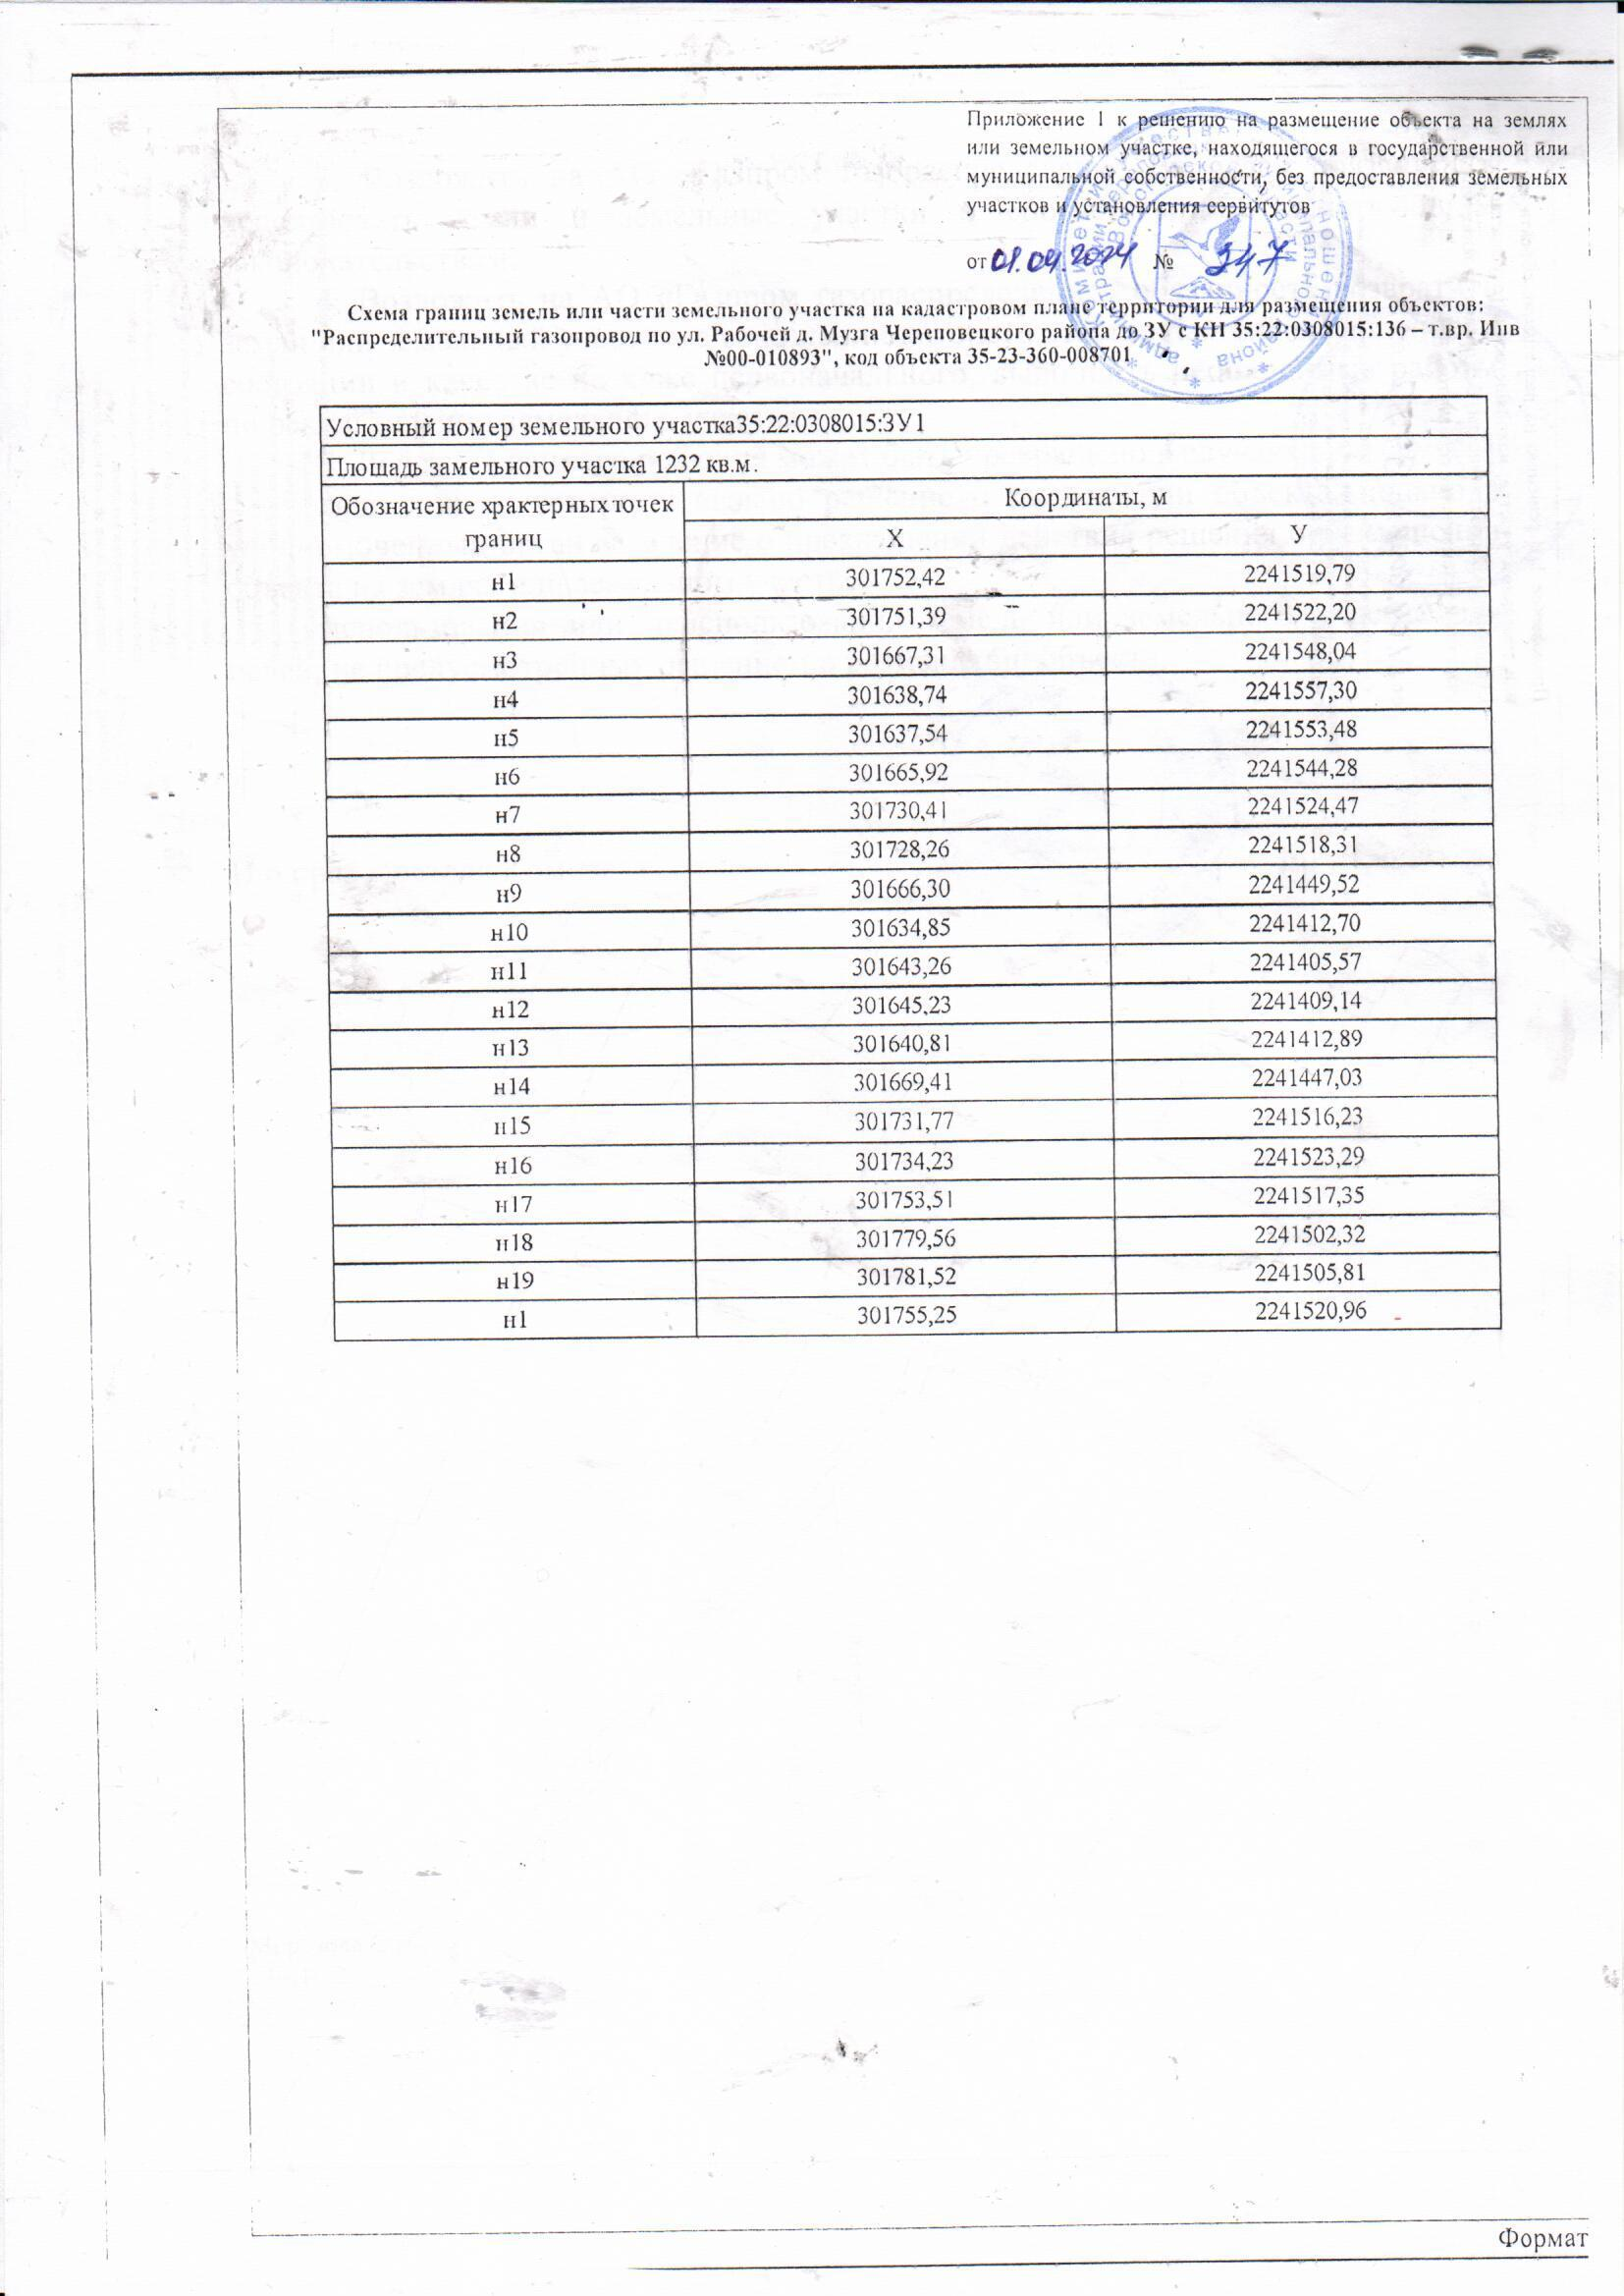 Приложение 1 к решению на размещение объекта на землях
или земельном участке, находящегося в государственной или
муниципальной собственности, без предоставления земельных
участков и установления сервитутов
от 01.04.2024 № 347
Схема границ земель или части земельного участка на кадастровом плане территории для размещения объектов:
"Распределительный газопровод по ул. Рабочей д. Музга Череповецкого района до ЗУ с КН 35:22:0308015:136 – т.вр. Инв
№00-010893", код объекта 35-23-360-008701
Условный номер земельного участка35:22:0308015:ЗУ1
Площадь замельного участка 1232 кв.м.
Обозначение храктерных точек границ Координаты, м
Х У
н1 301752,42 2241519,79
н2 301751,39 2241522,20
н3 301667,31 2241548,04
н4 301638,74 2241557,30
н5 301637,54 2241553,48
н6 301665,92 2241544,28
н7 301730,41 2241524,47
н8 301728,26 2241518,31
н9 301666,30 2241449,52
н10 301634,85 2241412,70
н11 301643,26 2241405,57
н12 301645,23 2241409,14
н13 301640,81 2241412,89
н14 301669,41 2241447,03
н15 301731,77 2241516,23
н16 301734,23 2241523,29
н17 301753,51 2241517,35
н18 301779,56 2241502,32
н19 301781,52 2241505,81
н1 301755,25 2241520,96
Формат